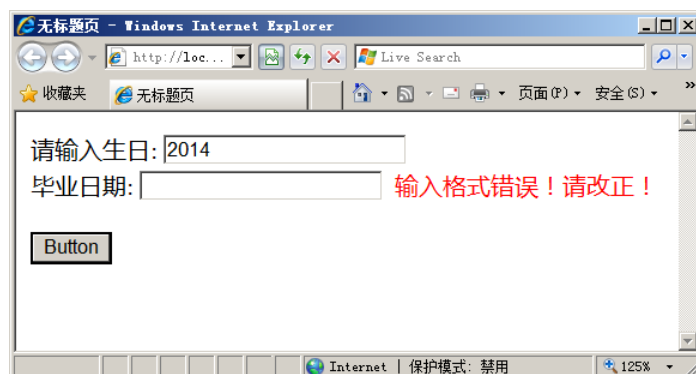 无标题页 - Windows Internet Explorer
http://loc... Live Search
收藏夹 无标题页 页面(P) 安全(S) »
请输入生日: 2014
毕业日期: 输入格式错误！请改正！
Button
Internet | 保护模式: 禁用 125%